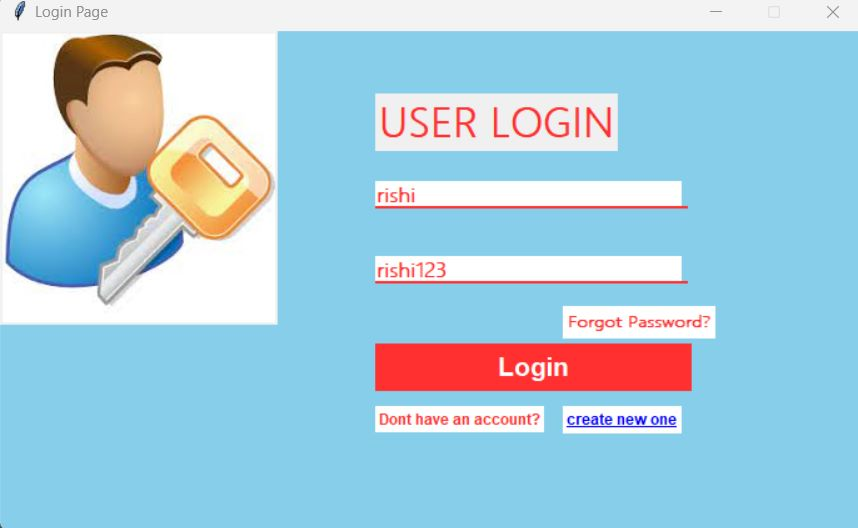 Login Page
USER LOGIN
rishi
rishi123
Forgot Password?
Login
Dont have an account? create new one